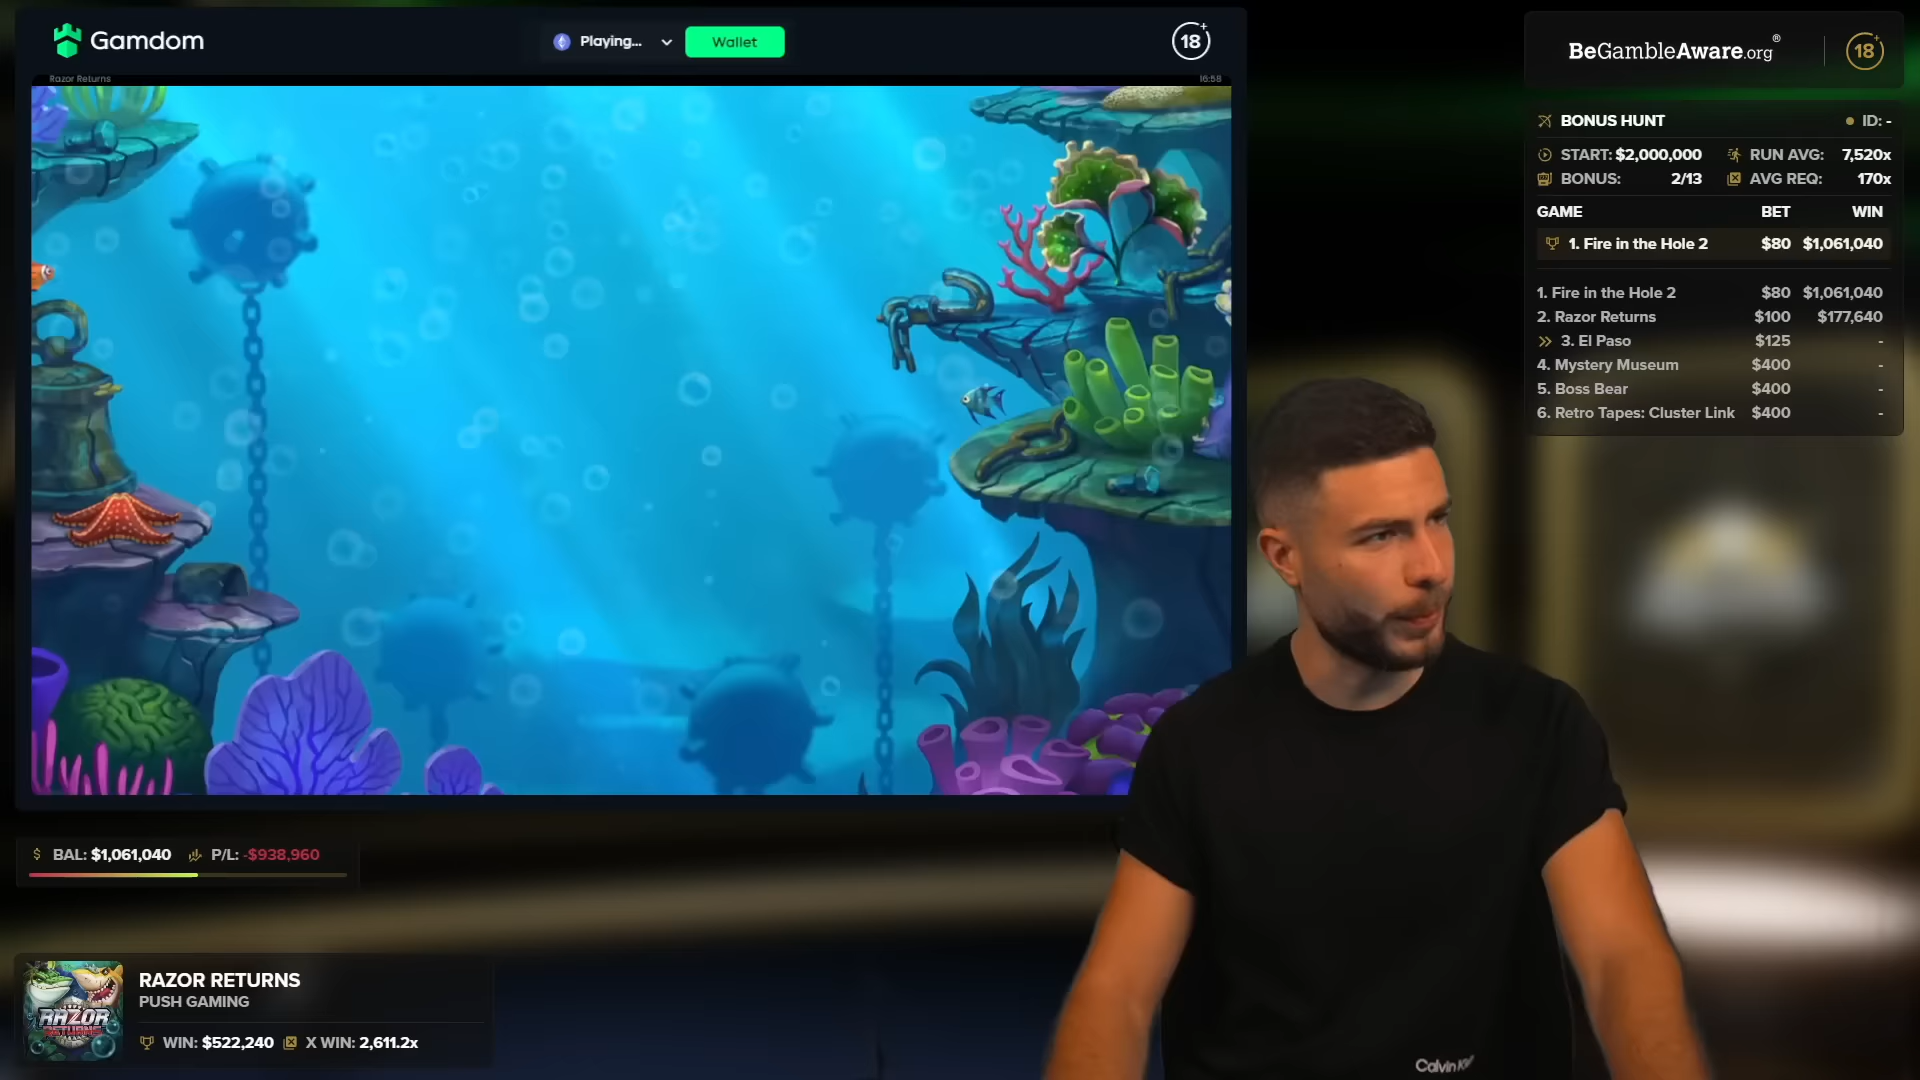 Gamdom
Playing...
Wallet
18+
Razor Returns
16:58
BeGambleAware.org®
18+
BONUS HUNT
ID: -
START: $2,000,000
RUN AVG: 7,520x
BONUS: 2/13
AVG REQ: 170x
GAME BET WIN
1. Fire in the Hole 2 $80 $1,061,040
1. Fire in the Hole 2 $80 $1,061,040
2. Razor Returns $100 $177,640
3. El Paso $125 -
4. Mystery Museum $400 -
5. Boss Bear $400 -
6. Retro Tapes: Cluster Link $400 -
BAL: $1,061,040 P/L: -$938,960
RAZOR RETURNS
PUSH GAMING
WIN: $522,240 X WIN: 2,611.2x
RAZOR
RETURNS
Calvin